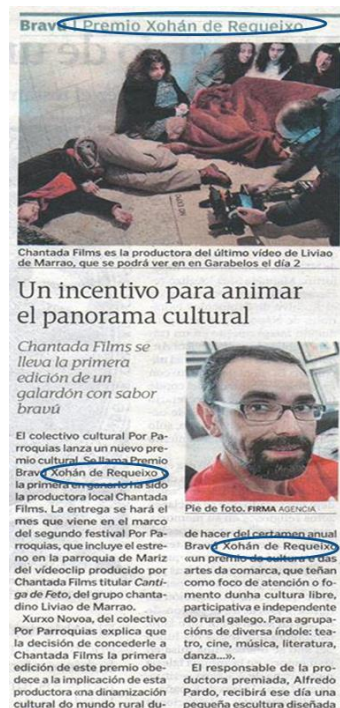 Bravú | Premio Xohán de Requeixo
Chantada Films es la productora del último vídeo de Liviao
de Marrao, que se podrá ver en en Garabelos el día 2
Un incentivo para animar
el panorama cultural
Chantada Films se
lleva la primera
edición de un
galardón con sabor
bravú
El colectivo cultural Por Pa-
rroquias lanza un nuevo pre-
mio cultural. Se llama Premio
Bravú Xohán de Requeixo y
la primera en ganarlo ha sido
la productora local Chantada
Films. La entrega se hará el
mes que viene en el marco
del segundo festival Por Pa-
rroquias, que incluye el estre-
no en la parroquia de Mariz
del vídeoclip producido por
Chantada Films titular Canti-
ga de Feto, del grupo chanta-
dino Liviao de Marrao.
Xurxo Novoa, del colectivo
Por Parroquias explica que
la decisión de concederle a
Chantada Films la primera
edición de este premio obe-
dece a la implicación de esta
productora «na dinamización
cultural do mundo rural du-
Pie de foto. FIRMA AGENCIA
de hacer del certamen anual
Bravú Xohán de Requeixo
«un premio da cultura e das
artes da comarca, que teñan
como foco de atención o fo-
mento dunha cultura libre,
participativa e independente
do rural galego. Para agrupa-
cións de diversa índole: tea-
tro, cine, música, literatura,
danza...».
El responsable de la pro-
ductora premiada, Alfredo
Pardo, recibirá ese día una
pequeña escultura diseñada